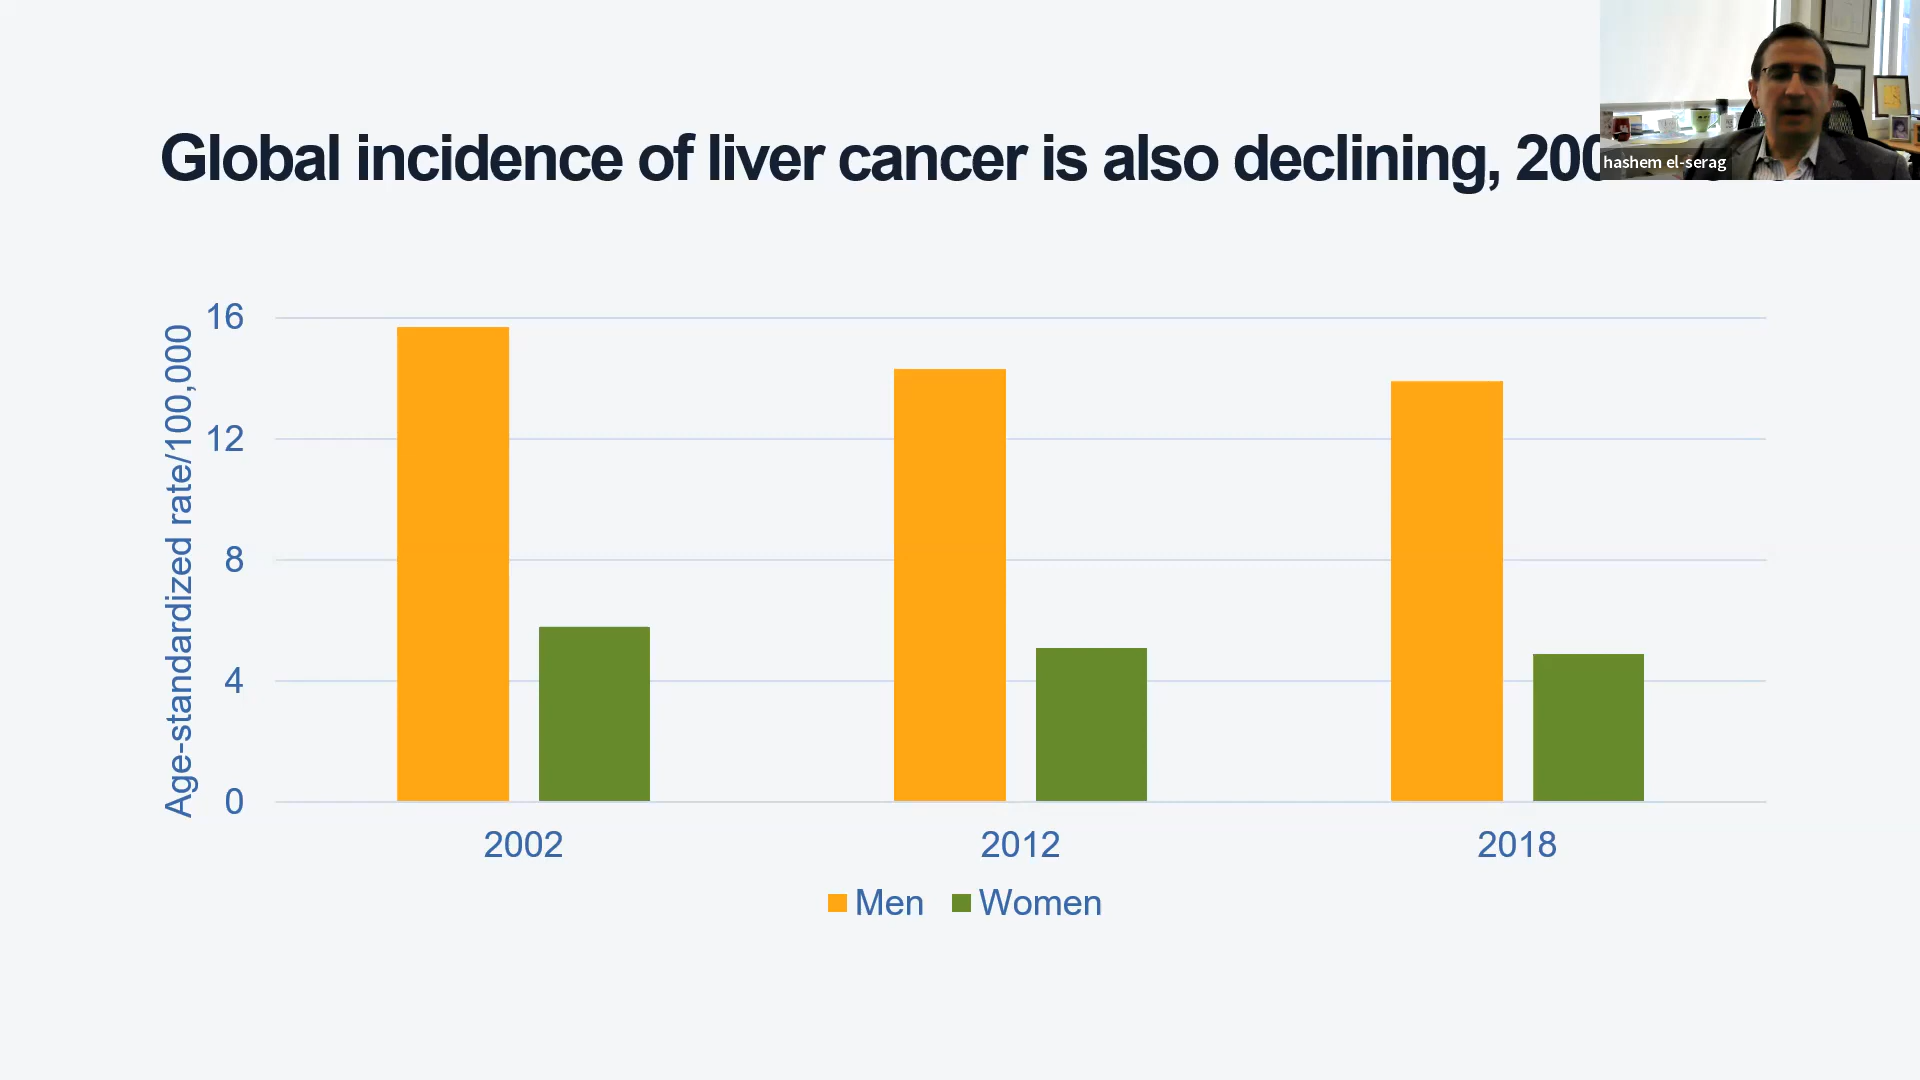 Global incidence of liver cancer is also declining,
hashem el-serag
Age-standardized rate/100,000
16
12
8
4
0
2002
2012
2018
Men
Women